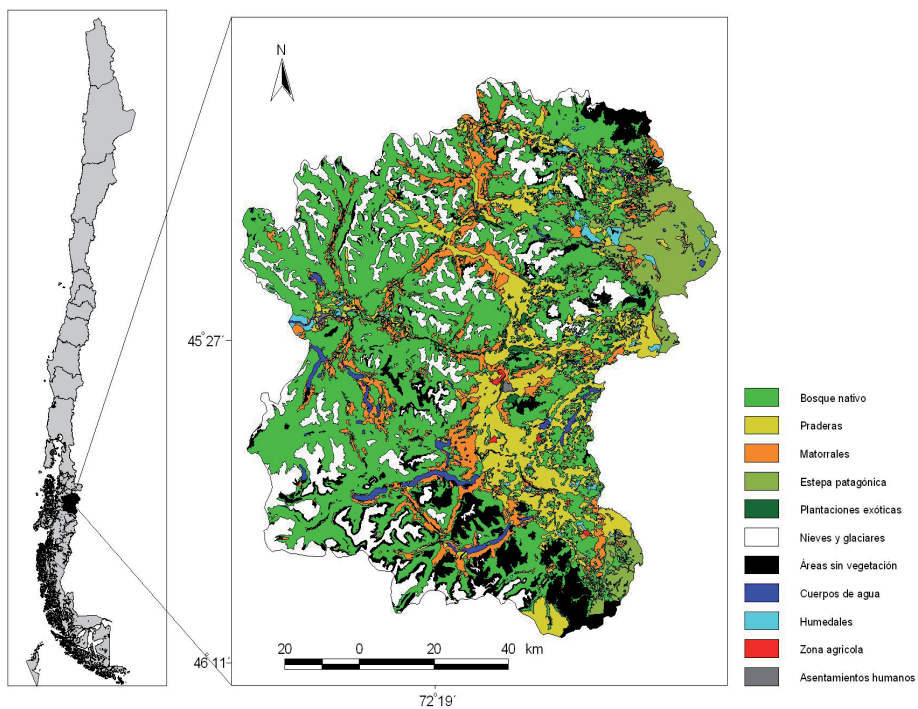 N
45°27´
46°11´
72°19´
20 0 20 40 km
Bosque nativo
Praderas
Matorrales
Estepa patagónica
Plantaciones exóticas
Nieves y glaciares
Áreas sin vegetación
Cuerpos de agua
Humedales
Zona agricola
Asentamientos humanos